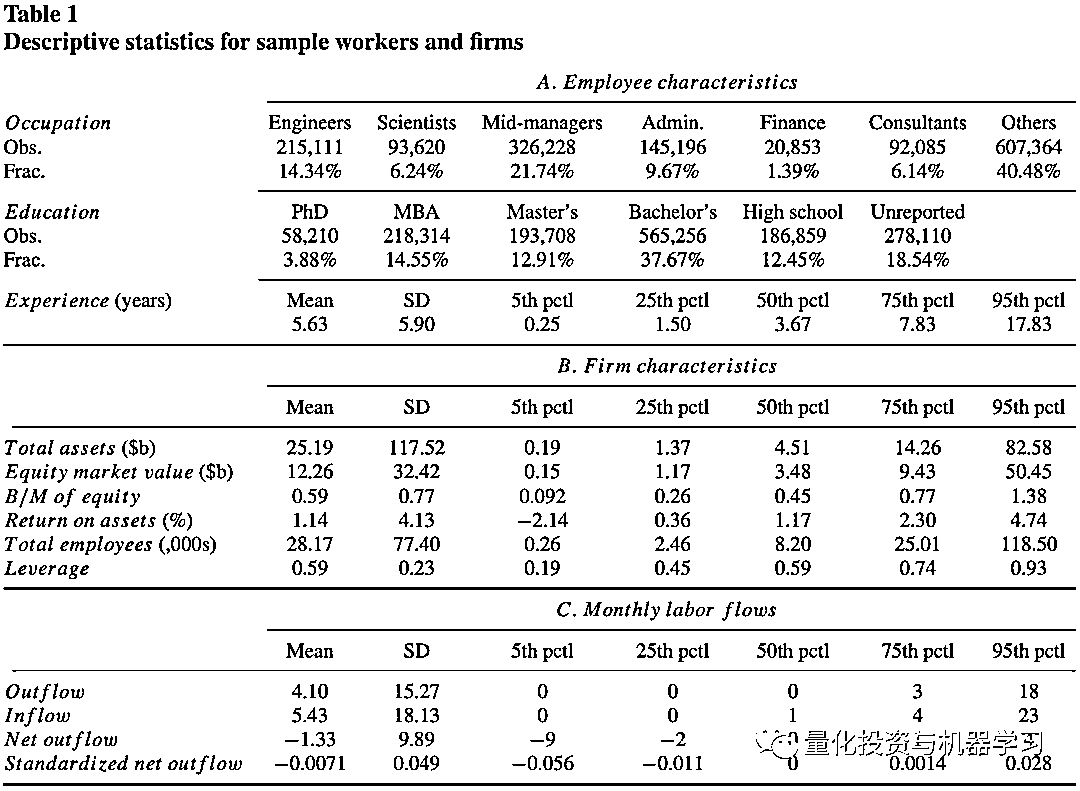 Table 1
Descriptive statistics for sample workers and firms
A. Employee characteristics
Occupation Engineers Scientists Mid-managers Admin. Finance Consultants Others
Obs. 215,111 93,620 326,228 145,196 20,853 92,085 607,364
Frac. 14.34% 6.24% 21.74% 9.67% 1.39% 6.14% 40.48%
Education PhD MBA Master's Bachelor's High school Unreported
Obs. 58,210 218,314 193,708 565,256 186,859 278,110
Frac. 3.88% 14.55% 12.91% 37.67% 12.45% 18.54%
Experience (years) Mean SD 5th pctl 25th pctl 50th pctl 75th pctl 95th pctl
5.63 5.90 0.25 1.50 3.67 7.83 17.83
B. Firm characteristics
Mean SD 5th pctl 25th pctl 50th pctl 75th pctl 95th pctl
Total assets ($b) 25.19 117.52 0.19 1.37 4.51 14.26 82.58
Equity market value ($b) 12.26 32.42 0.15 1.17 3.48 9.43 50.45
B/M of equity 0.59 0.77 0.092 0.26 0.45 0.77 1.38
Return on assets (%) 1.14 4.13 −2.14 0.36 1.17 2.30 4.74
Total employees (,000s) 28.17 77.40 0.26 2.46 8.20 25.01 118.50
Leverage 0.59 0.23 0.19 0.45 0.59 0.74 0.93
C. Monthly labor flows
Mean SD 5th pctl 25th pctl 50th pctl 75th pctl 95th pctl
Outflow 4.10 15.27 0 0 0 3 18
Inflow 5.43 18.13 0 0 1 4 23
Net outflow −1.33 9.89 −9 −2
量化投资与机器学习
Standardized net outflow −0.0071 0.049 −0.056 −0.011 0 0.0014 0.028